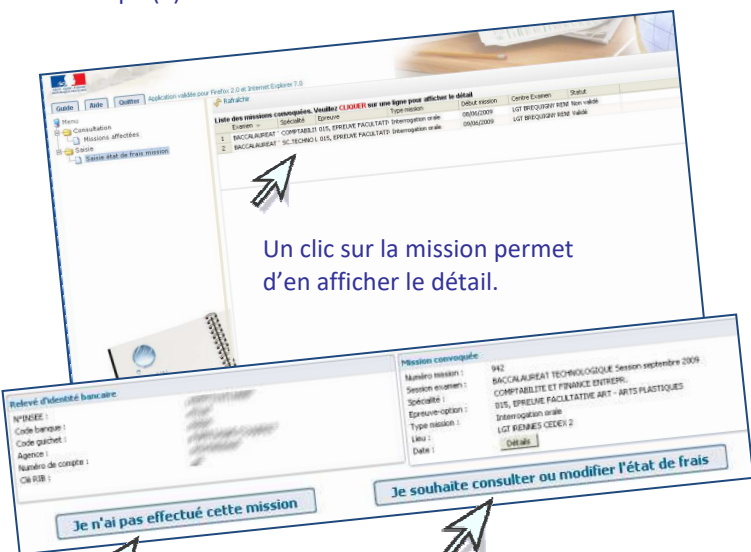 Guide Aide Quitter Application validée pour Firefox 2.0 et Internet Explorer 7.0
Rafraîchir
Menu
Consultation
Missions affectées
Saisie
Saisie état de frais mission
Liste des missions convoquées. Veuillez CLIQUER sur une ligne pour afficher le détail
Examen Spécialité Epreuve Type mission Début mission Centre Examen Statut
1 BACCALAUREAT COMPTABILI 015, EPREUVE FACULTATI Interrogation orale 08/06/2009 LGT BREQUIGNY RENI Non validé
2 BACCALAUREAT SC.TECHNO L 015, EPREUVE FACULTATI Interrogation orale 09/06/2009 LGT BREQUIGNY RENI Validé
Un clic sur la mission permet
d'en afficher le détail.
Relevé d'identité bancaire
N°INSEE :
Code banque :
Code guichet :
Agence :
Numéro de compte :
Clé RIB :
Mission convoquée
Numéro mission : 942
Session examen : BACCALAUREAT TECHNOLOGIQUE Session septembre 2009
Spécialité : COMPTABILITE ET FINANCE ENTREPR.
Epreuve-option : 015, EPREUVE FACULTATIVE ART - ARTS PLASTIQUES
Type mission : Interrogation orale
Lieu : LGT RENNES CEDEX 2
Date : Détails
Je n'ai pas effectué cette mission
Je souhaite consulter ou modifier l'état de frais